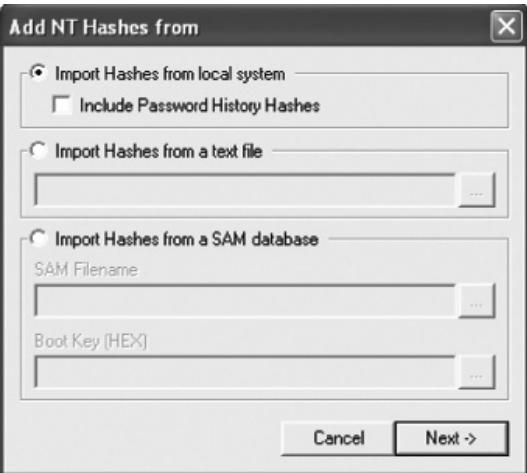 Add NT Hashes from
Import Hashes from local system
Include Password History Hashes
Import Hashes from a text file
...
Import Hashes from a SAM database
SAM Filename
...
Boot Key (HEX)
...
Cancel
Next ->